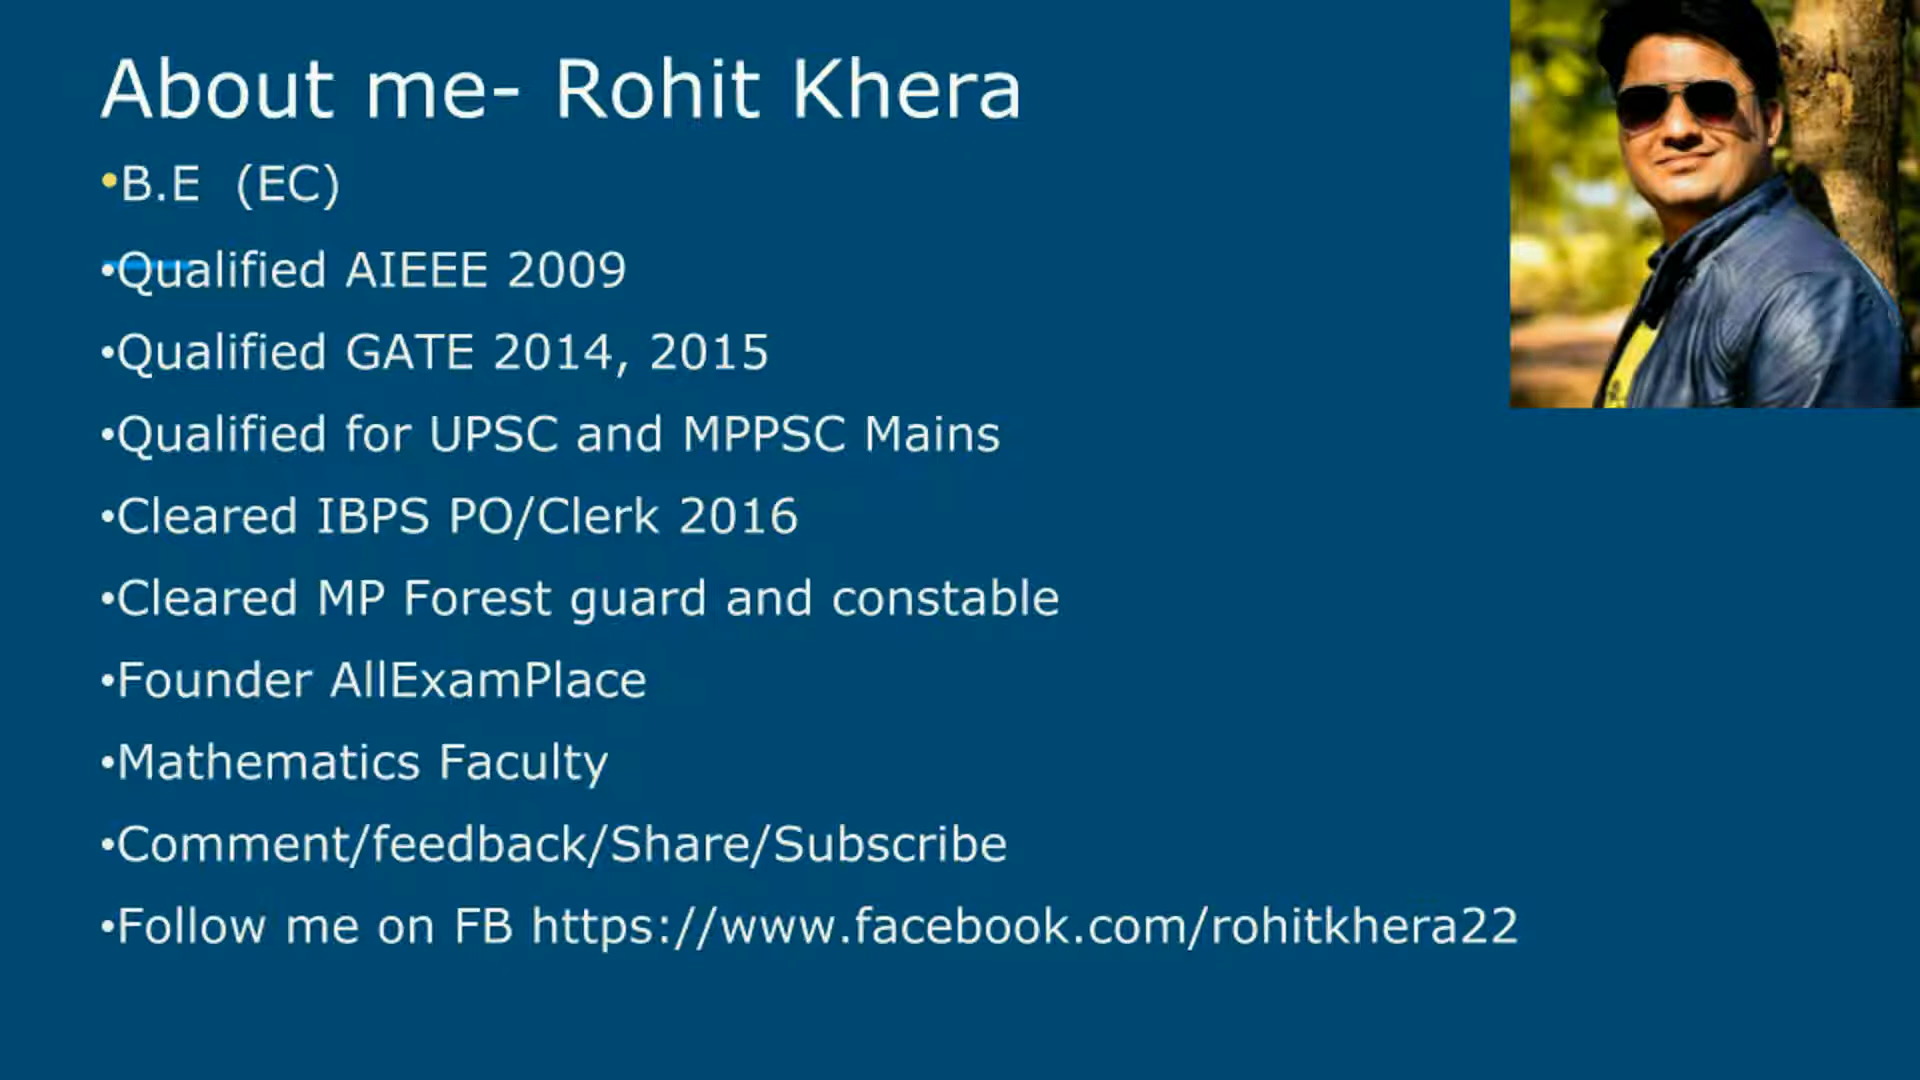 About me- Rohit Khera
•B.E (EC)
•Qualified AIEEE 2009
•Qualified GATE 2014, 2015
•Qualified for UPSC and MPPSC Mains
•Cleared IBPS PO/Clerk 2016
•Cleared MP Forest guard and constable
•Founder AllExamPlace
•Mathematics Faculty
•Comment/feedback/Share/Subscribe
•Follow me on FB https://www.facebook.com/rohitkhera22